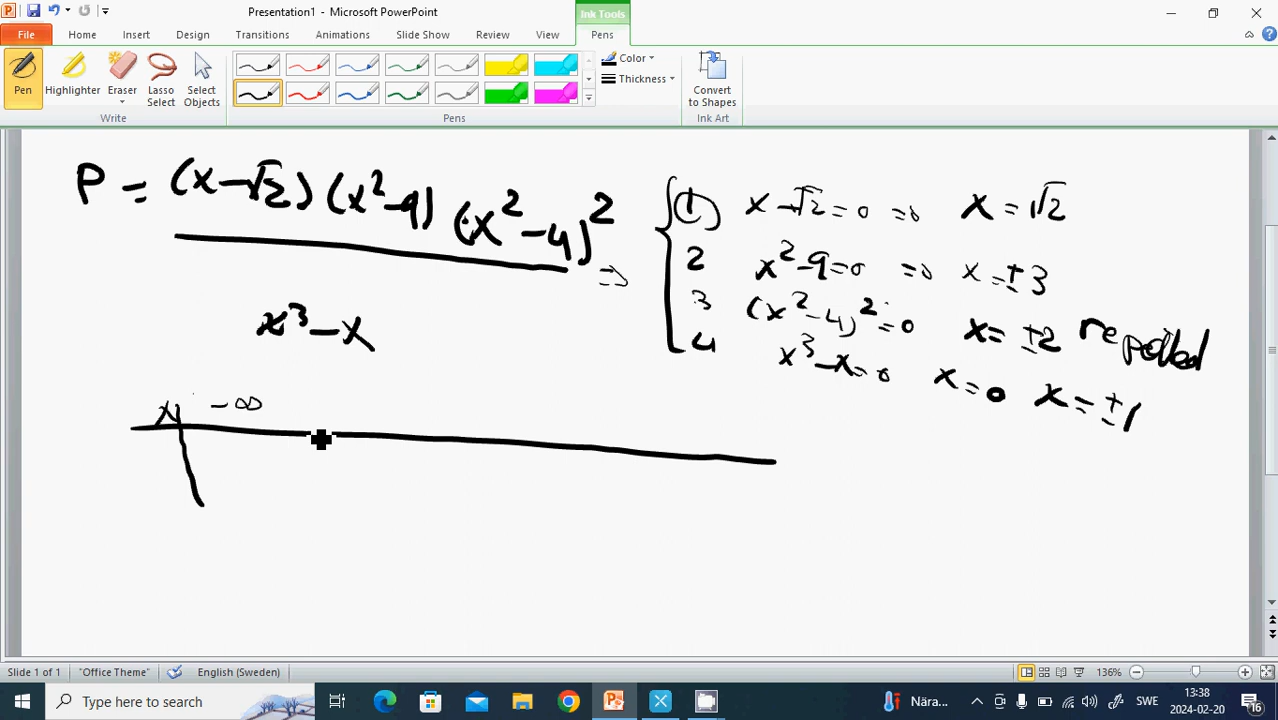 Presentation1 - Microsoft PowerPoint
Ink Tools
File Home Insert Design Transitions Animations Slide Show Review View Pens
Pen Highlighter Eraser Lasso Select Select Objects
Color
Thickness
Convert to Shapes
Write Pens Ink Art
P = (x-√2)(x²-9)(x²-4)²
x³-x
⇒
1 x-√2=0 ⇒ x=√2
2 x²-9=0 ⇒ x=±3
3 (x²-4)²=0 x=±2 repeated
4 x³-x=0 x=0 x=±1
x -∞
Slide 1 of 1 "Office Theme" English (Sweden) 136%
Type here to search
Nära...
SWE
13:38
2024-02-20
16